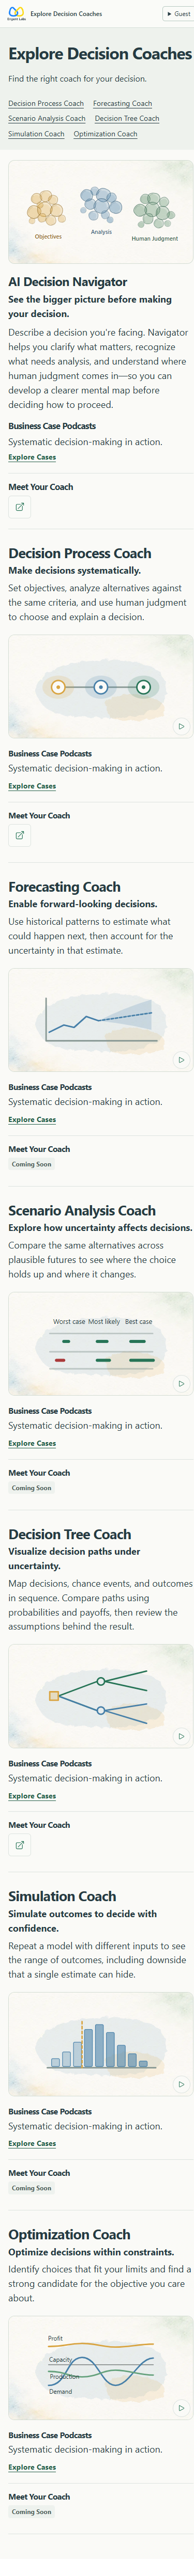 Argent Labs
Explore Decision Coaches
Guest
Explore Decision Coaches
Find the right coach for your decision.
Decision Process Coach Forecasting Coach
Scenario Analysis Coach Decision Tree Coach
Simulation Coach Optimization Coach
Objectives
Analysis
Human Judgment
AI Decision Navigator
See the bigger picture before making
your decision.
Describe a decision you're facing. Navigator
helps you clarify what matters, recognize
what needs analysis, and understand where
human judgment comes in—so you can
develop a clearer mental map before
deciding how to proceed.
Business Case Podcasts
Systematic decision-making in action.
Explore Cases
Meet Your Coach
Decision Process Coach
Make decisions systematically.
Set objectives, analyze alternatives against
the same criteria, and use human judgment
to choose and explain a decision.
Business Case Podcasts
Systematic decision-making in action.
Explore Cases
Meet Your Coach
Forecasting Coach
Enable forward-looking decisions.
Use historical patterns to estimate what
could happen next, then account for the
uncertainty in that estimate.
Business Case Podcasts
Systematic decision-making in action.
Explore Cases
Meet Your Coach
Coming Soon
Scenario Analysis Coach
Explore how uncertainty affects decisions.
Compare the same alternatives across
plausible futures to see where the choice
holds up and where it changes.
Worst case Most likely Best case
Business Case Podcasts
Systematic decision-making in action.
Explore Cases
Meet Your Coach
Coming Soon
Decision Tree Coach
Visualize decision paths under
uncertainty.
Map decisions, chance events, and outcomes
in sequence. Compare paths using
probabilities and payoffs, then review the
assumptions behind the result.
Business Case Podcasts
Systematic decision-making in action.
Explore Cases
Meet Your Coach
Simulation Coach
Simulate outcomes to decide with
confidence.
Repeat a model with different inputs to see
the range of outcomes, including downside
that a single estimate can hide.
Business Case Podcasts
Systematic decision-making in action.
Explore Cases
Meet Your Coach
Coming Soon
Optimization Coach
Optimize decisions within constraints.
Identify choices that fit your limits and find a
strong candidate for the objective you care
about.
Profit
Capacity
Production
Demand
Business Case Podcasts
Systematic decision-making in action.
Explore Cases
Meet Your Coach
Coming Soon